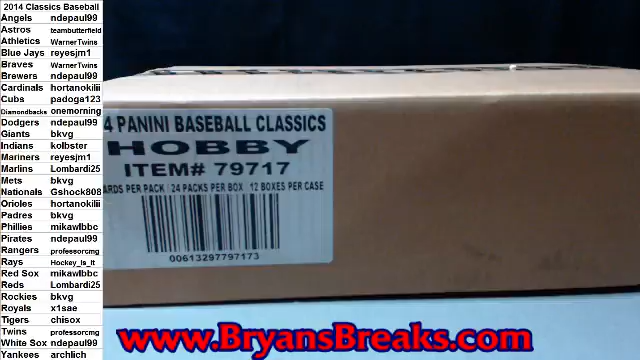 2014 Classics Baseball
Angels ndepaul99
Astros teambutterfield
Athletics WarnerTwins
Blue Jays reyesjm1
Braves WarnerTwins
Brewers ndepaul99
Cardinals hortanokilii
Cubs padoga123
Diamondbacks onemorning
Dodgers ndepaul99
Giants bkvg
Indians kolbster
Mariners reyesjm1
Marlins Lombardi25
Mets bkvg
Nationals Gshock808
Orioles hortanokilii
Padres bkvg
Phillies mikawlbbc
Pirates ndepaul99
Rangers professorcmg
Rays Hockey_Is_It
Red Sox mikawlbbc
Reds Lombardi25
Rockies bkvg
Royals x1sae
Tigers chisox
Twins professorcmg
White Sox ndepaul99
Yankees archlich
4 PANINI BASEBALL CLASSICS
HOBBY
ITEM# 79717
ARDS PER PACK / 24 PACKS PER BOX 12 BOXES PER CASE
00613297797173
www.BryansBreaks.com